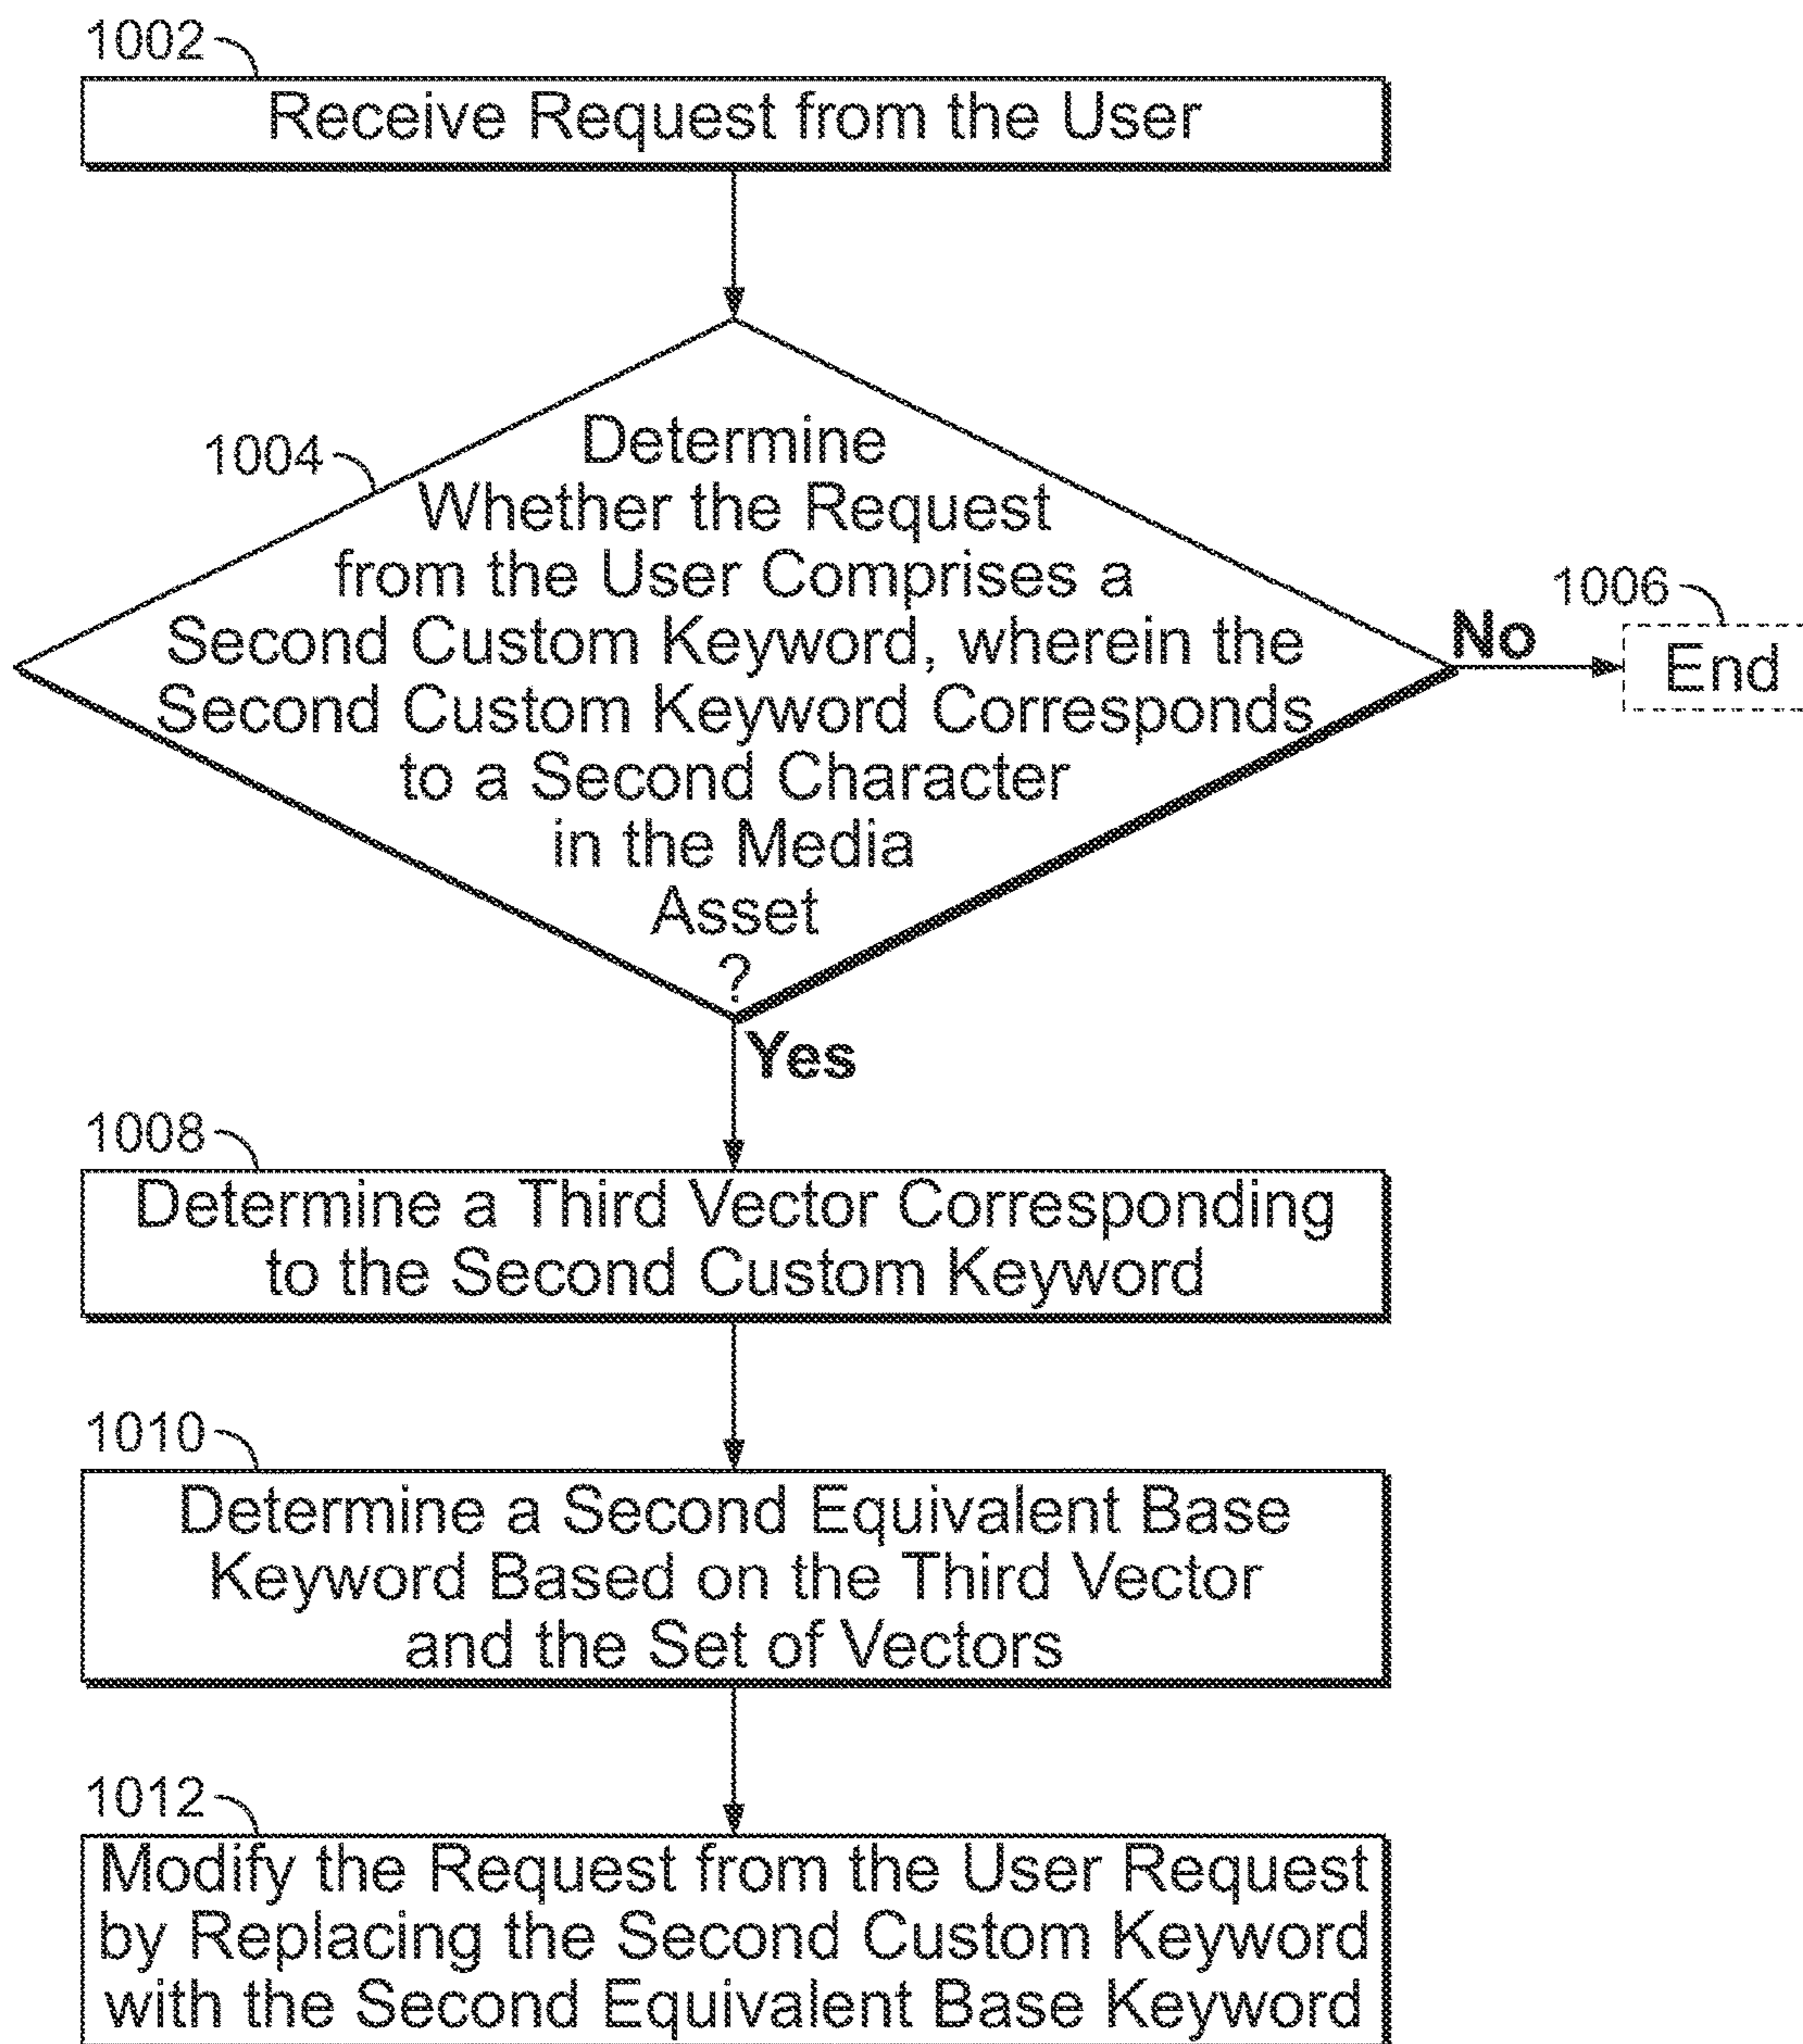 1002
Receive Request from the User
1004
Determine
Whether the Request
from the User Comprises a
Second Custom Keyword, wherein the
Second Custom Keyword Corresponds
to a Second Character
in the Media
Asset
?
No
1006
End
Yes
1008
Determine a Third Vector Corresponding
to the Second Custom Keyword
1010
Determine a Second Equivalent Base
Keyword Based on the Third Vector
and the Set of Vectors
1012
Modify the Request from the User Request
by Replacing the Second Custom Keyword
with the Second Equivalent Base Keyword